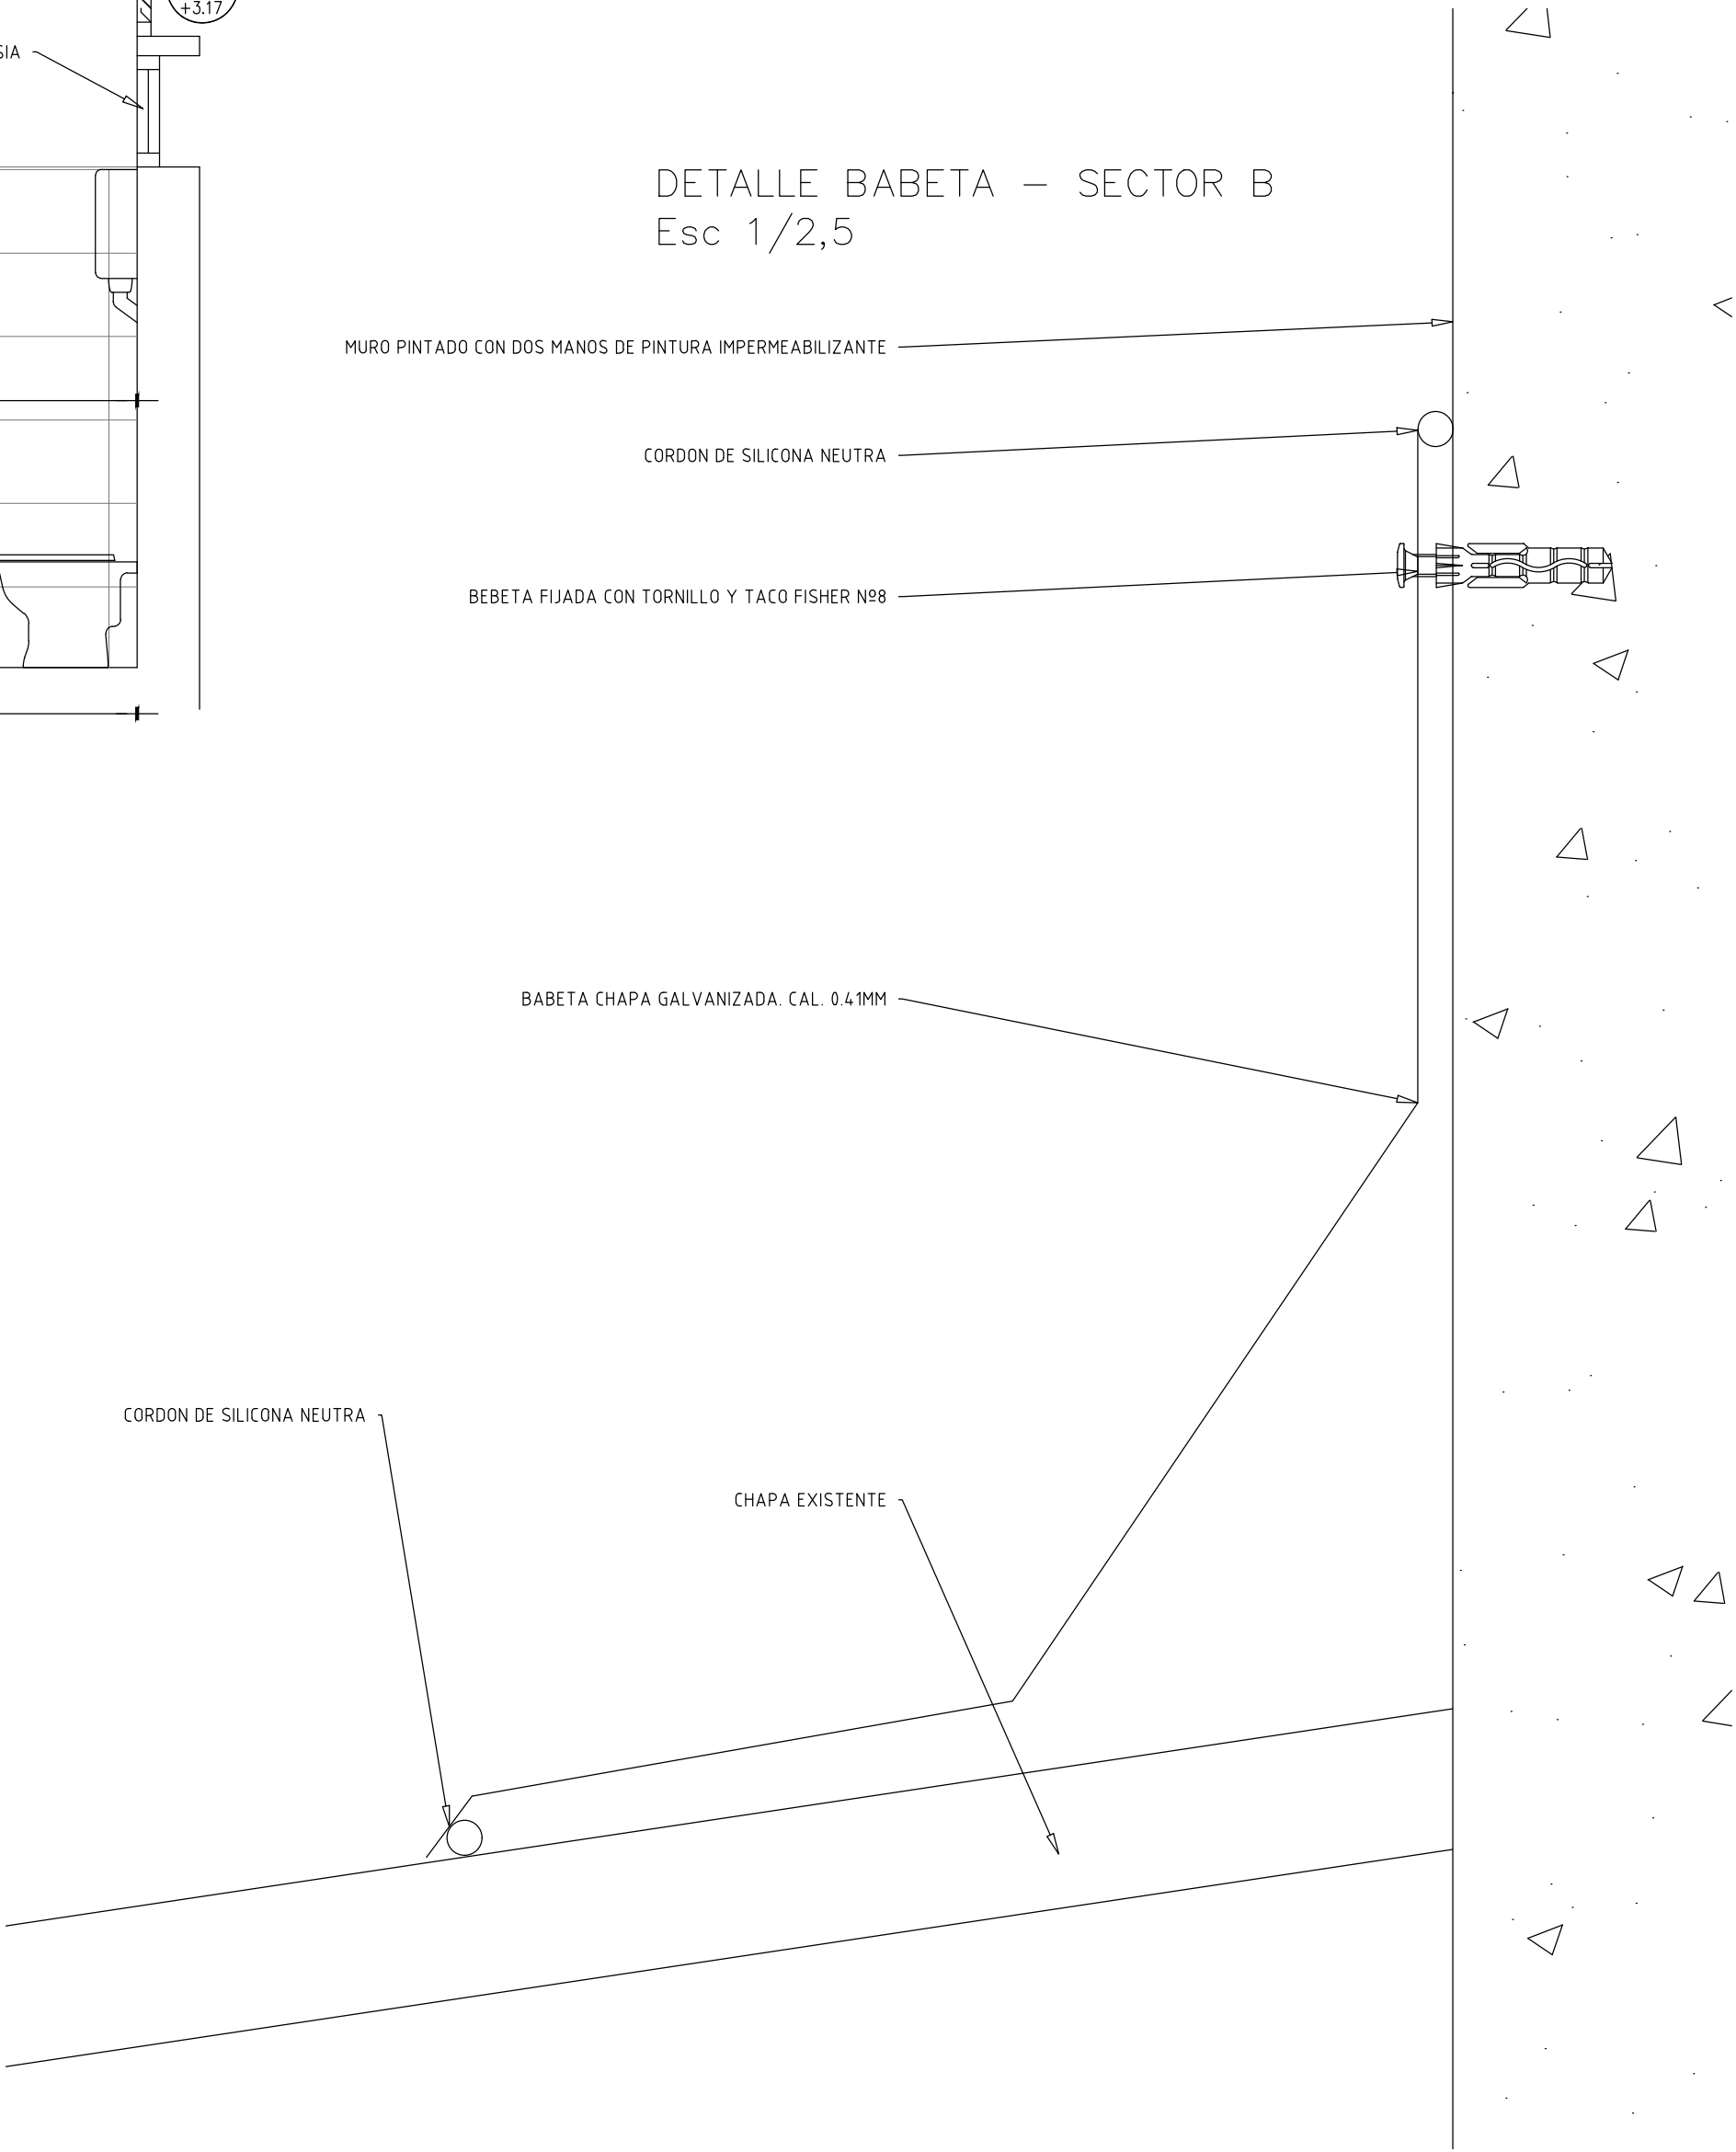 +3.17
DETALLE BABETA – SECTOR B
Esc 1/2,5
MURO PINTADO CON DOS MANOS DE PINTURA IMPERMEABILIZANTE
CORDON DE SILICONA NEUTRA
BEBETA FIJADA CON TORNILLO Y TACO FISHER Nº8
BABETA CHAPA GALVANIZADA. CAL. 0.41MM
CORDON DE SILICONA NEUTRA
CHAPA EXISTENTE